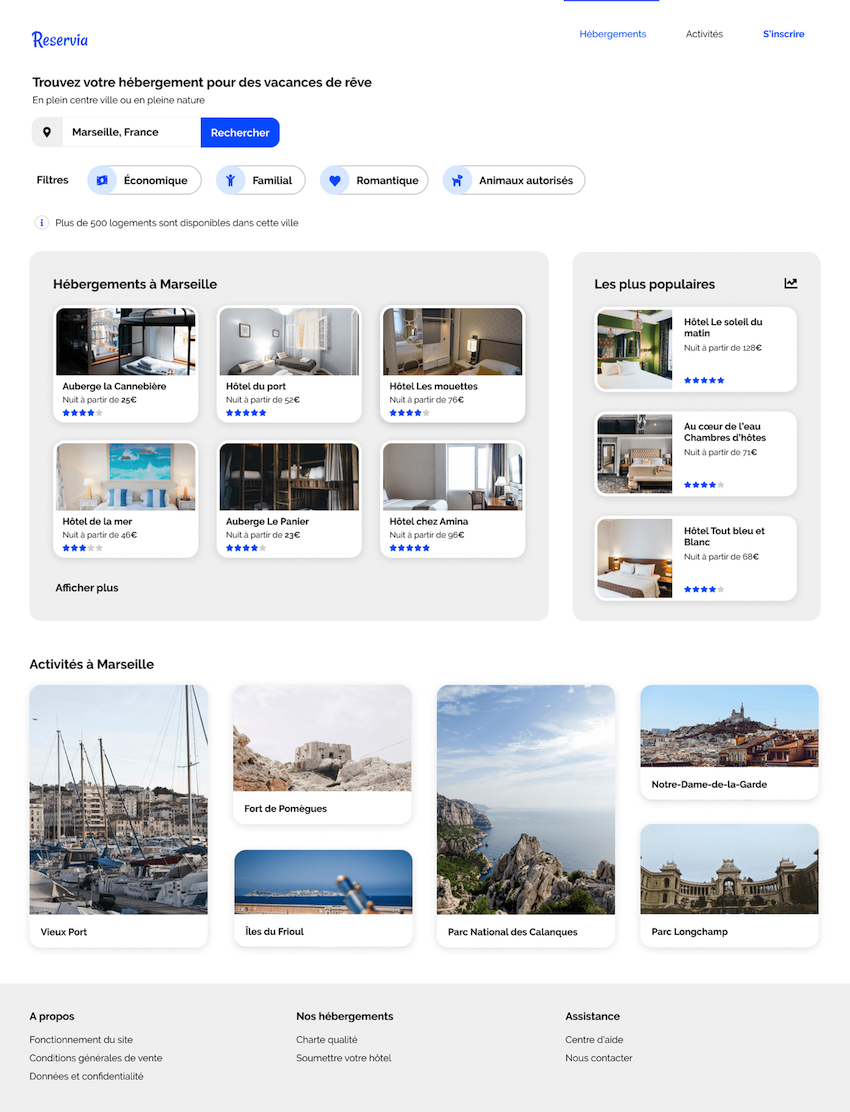 Reservia
Hébergements
Activités
S'inscrire
Trouvez votre hébergement pour des vacances de rêve
En plein centre ville ou en pleine nature
Marseille, France
Rechercher
Filtres
Économique
Familial
Romantique
Animaux autorisés
Plus de 500 logements sont disponibles dans cette ville
Hébergements à Marseille
Auberge la Cannebière
Nuit à partir de 25€
Hôtel du port
Nuit à partir de 52€
Hôtel Les mouettes
Nuit à partir de 76€
Hôtel de la mer
Nuit à partir de 46€
Auberge Le Panier
Nuit à partir de 23€
Hôtel chez Amina
Nuit à partir de 96€
Afficher plus
Les plus populaires
Hôtel Le soleil du
matin
Nuit à partir de 128€
Au cœur de l'eau
Chambres d'hôtes
Nuit à partir de 71€
Hôtel Tout bleu et
Blanc
Nuit à partir de 68€
Activités à Marseille
Vieux Port
Fort de Pomègues
Îles du Frioul
Parc National des Calanques
Notre-Dame-de-la-Garde
Parc Longchamp
A propos
Fonctionnement du site
Conditions générales de vente
Données et confidentialité
Nos hébergements
Charte qualité
Soumettre votre hôtel
Assistance
Centre d'aide
Nous contacter